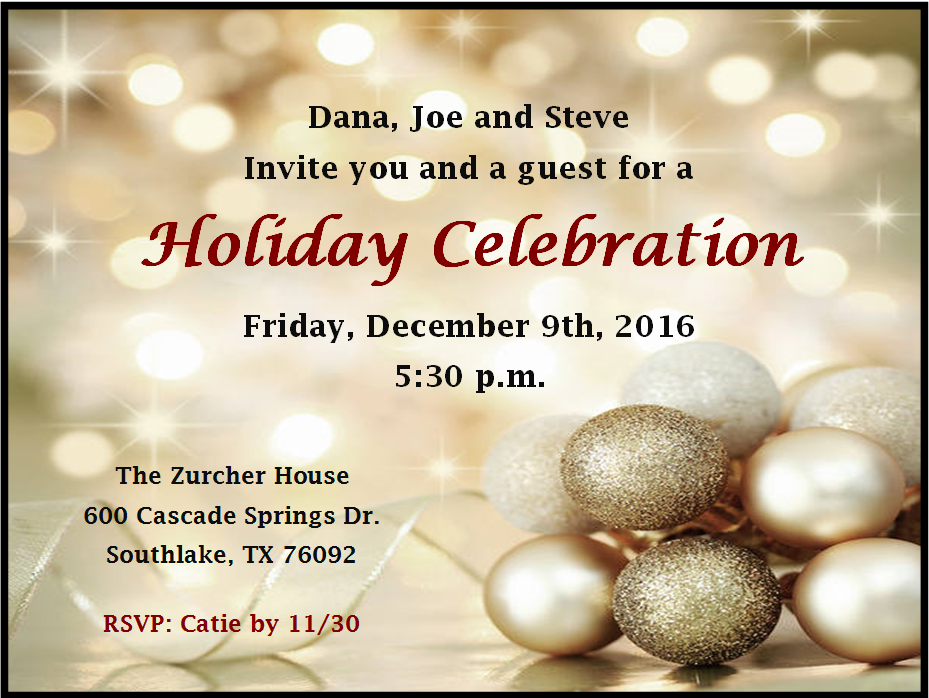 Dana, Joe and Steve
Invite you and a guest for a
Holiday Celebration
Friday, December 9th, 2016
5:30 p.m.
The Zurcher House
600 Cascade Springs Dr.
Southlake, TX 76092
RSVP: Catie by 11/30